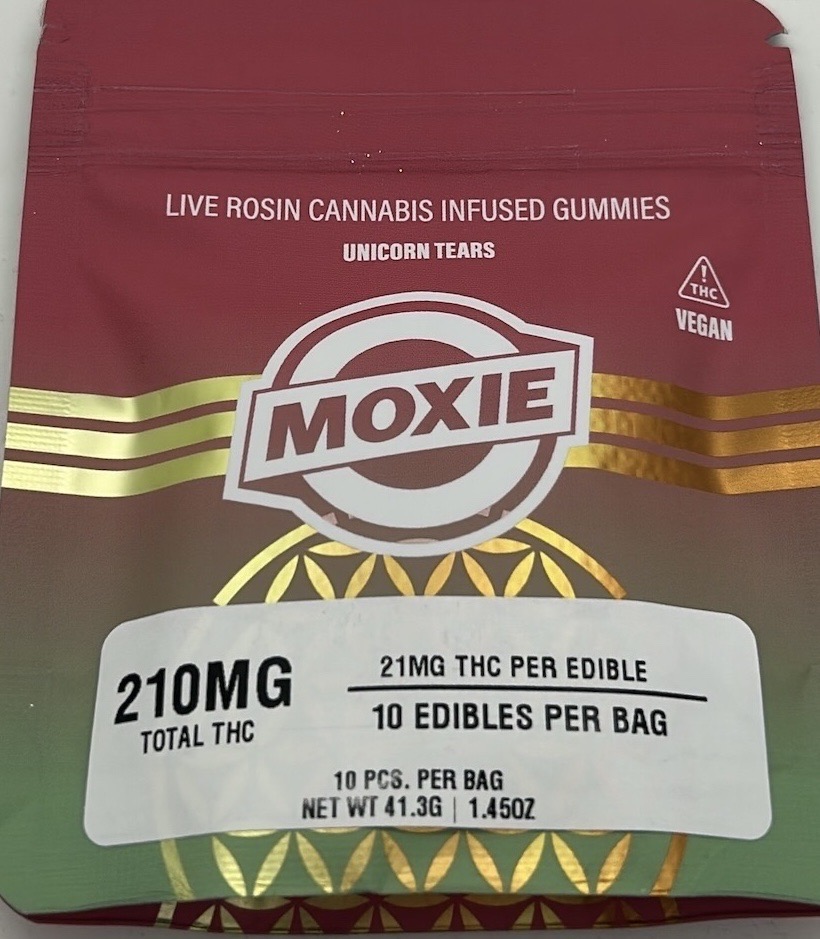 LIVE ROSIN CANNABIS INFUSED GUMMIES
UNICORN TEARS
!
THC
VEGAN
MOXIE
210MG
TOTAL THC
21MG THC PER EDIBLE
10 EDIBLES PER BAG
10 PCS. PER BAG
NET WT 41.3G | 1.45OZ